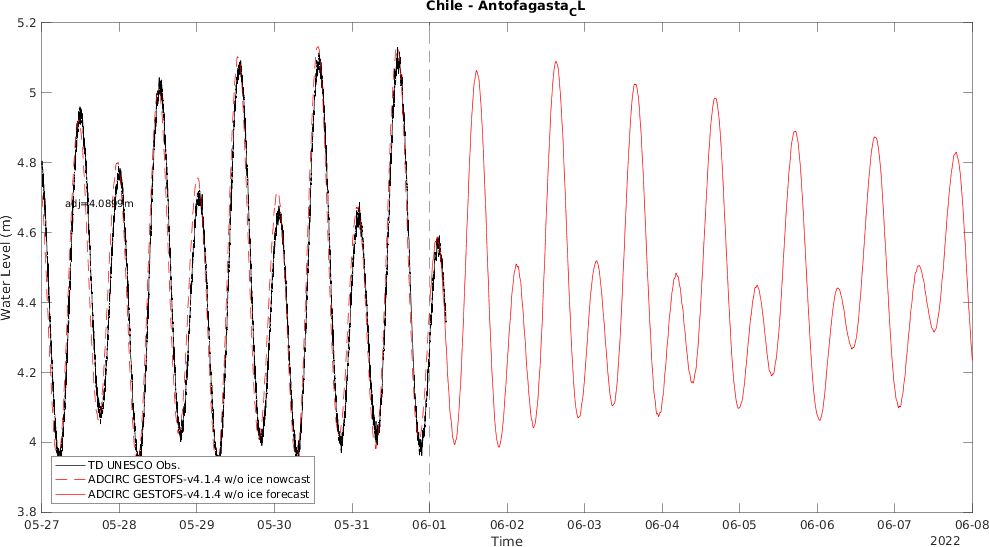 Chile - AntofagastaCL
5.2
5
4.8
4.6
4.4
4.2
4
3.8
Water Level (m)
adj=4.0899m
TD UNESCO Obs.
ADCIRC GESTOFS-v4.1.4 w/o ice nowcast
ADCIRC GESTOFS-v4.1.4 w/o ice forecast
05-27 05-28 05-29 05-30 05-31 06-01 06-02 06-03 06-04 06-05 06-06 06-07 06-08
Time
2022